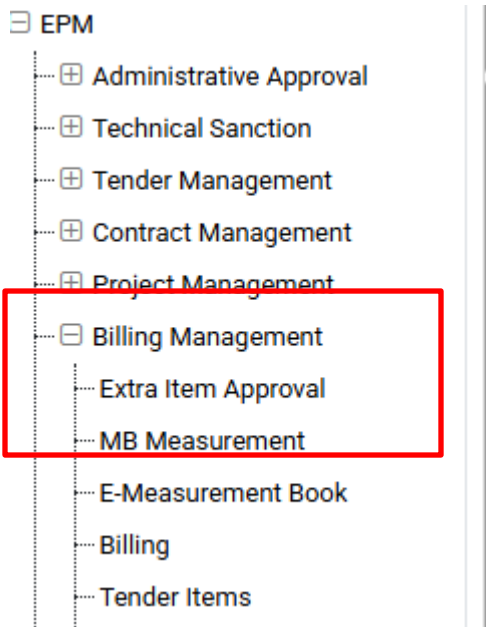 EPM
Administrative Approval
Technical Sanction
Tender Management
Contract Management
Project Management
Billing Management
Extra Item Approval
MB Measurement
E-Measurement Book
Billing
Tender Items